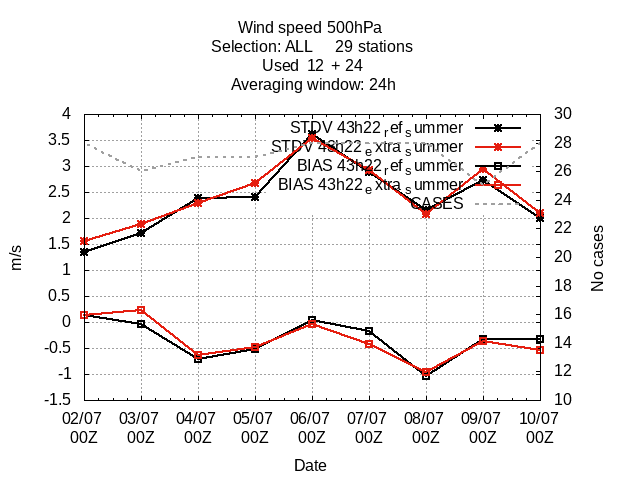 Wind speed 500hPa
Selection: ALL 29 stations
Used 12 + 24
Averaging window: 24h
4
3.5
3
2.5
2
1.5
1
0.5
0
-0.5
-1
-1.5
30
28
26
24
22
20
18
16
14
12
10
STDV 43h22refsummer
STDV 43h22extrasummer
BIAS 43h22refsummer
BIAS 43h22extrasummer
CASES
m/s
No cases
02/07 03/07 04/07 05/07 06/07 07/07 08/07 09/07 10/07
00Z 00Z 00Z 00Z 00Z 00Z 00Z 00Z 00Z
Date